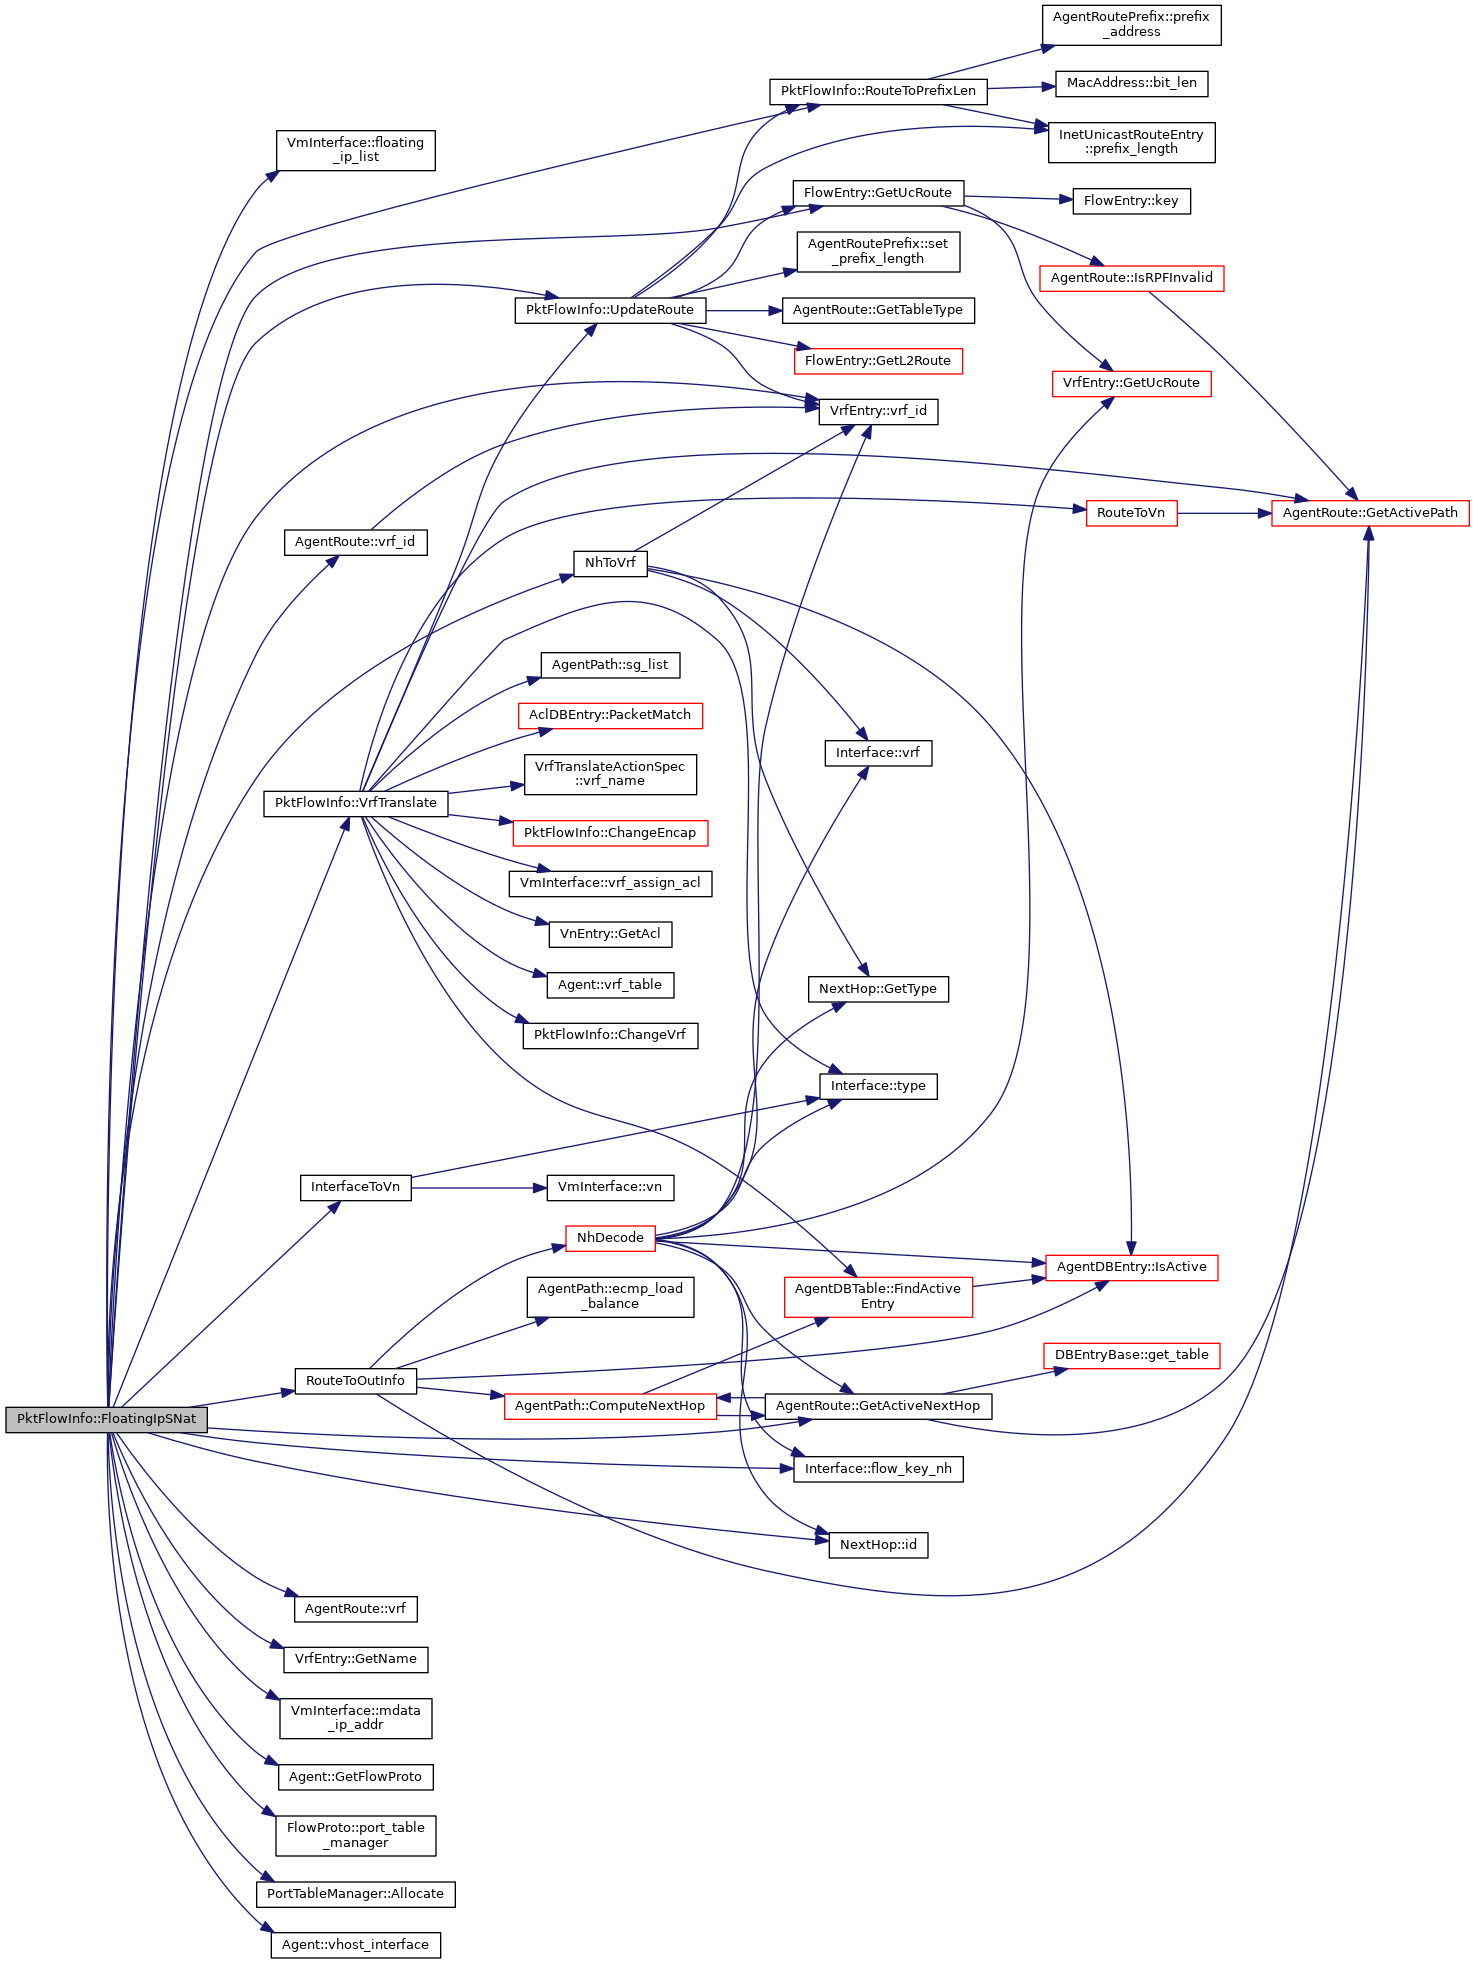 AgentRoutePrefix::prefix
_address
PktFlowInfo::RouteToPrefixLen
MacAddress::bit_len
VmInterface::floating
_ip_list
InetUnicastRouteEntry
::prefix_length
FlowEntry::GetUcRoute
FlowEntry::key
AgentRoutePrefix::set
_prefix_length
AgentRoute::IsRPFInvalid
PktFlowInfo::UpdateRoute
AgentRoute::GetTableType
FlowEntry::GetL2Route
VrfEntry::GetUcRoute
VrfEntry::vrf_id
RouteToVn
AgentRoute::GetActivePath
AgentRoute::vrf_id
NhToVrf
AgentPath::sg_list
AclDBEntry::PacketMatch
Interface::vrf
VrfTranslateActionSpec
::vrf_name
PktFlowInfo::VrfTranslate
PktFlowInfo::ChangeEncap
VmInterface::vrf_assign_acl
VnEntry::GetAcl
Agent::vrf_table
NextHop::GetType
PktFlowInfo::ChangeVrf
Interface::type
InterfaceToVn
VmInterface::vn
NhDecode
AgentDBEntry::IsActive
AgentPath::ecmp_load
_balance
AgentDBTable::FindActive
Entry
DBEntryBase::get_table
RouteToOutInfo
AgentPath::ComputeNextHop
AgentRoute::GetActiveNextHop
PktFlowInfo::FloatingIpSNat
Interface::flow_key_nh
NextHop::id
AgentRoute::vrf
VrfEntry::GetName
VmInterface::mdata
_ip_addr
Agent::GetFlowProto
FlowProto::port_table
_manager
PortTableManager::Allocate
Agent::vhost_interface